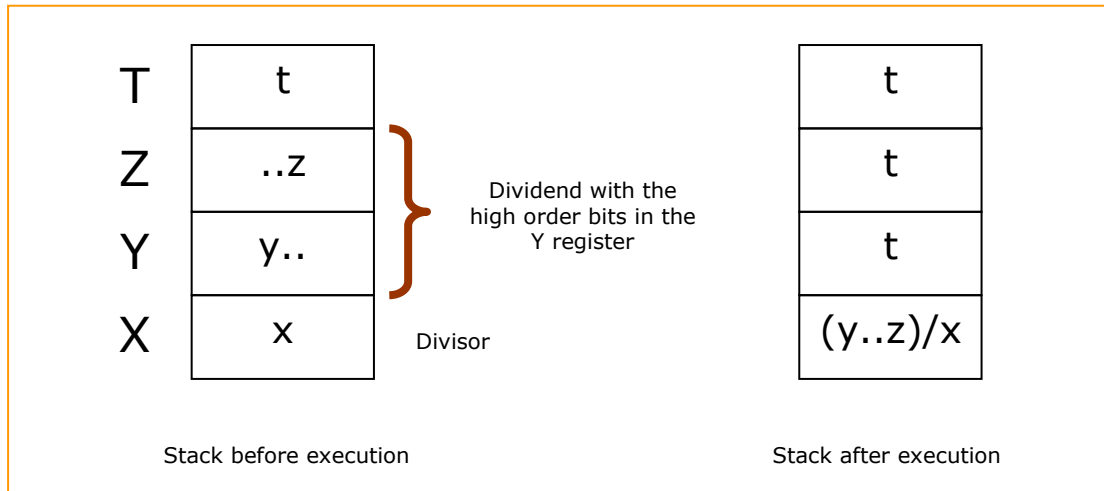 T
t
t
Z
..z
t
Dividend with the
high order bits in the
Y register
Y
y..
t
X
x
Divisor
(y..z)/x
Stack before execution
Stack after execution